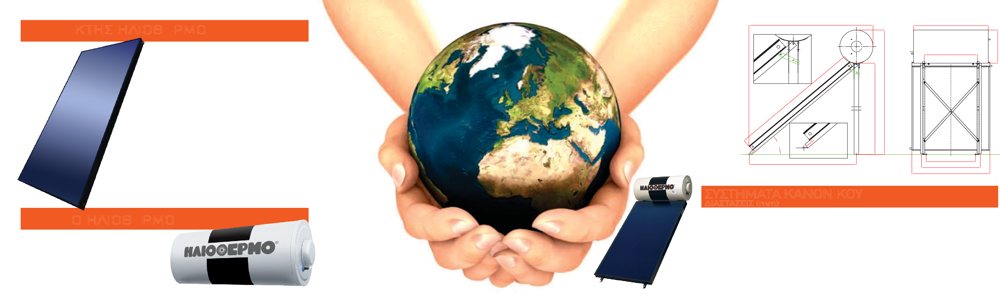 ΚΤΗΣ ΗΛΙΟΘ ΡΜΟ
Ο ΗΛΙΟΘ ΡΜΟ
ΗΛΙΟΘΕΡΜΟ®
ΗΛΙΟΘΕΡΜΟ®
ΣΥΣΤΗΜΑΤΑ ΚΑΝΟΝ ΚΟΥ
ΔΙΑΣΤΑΣΕΙΣ (mm)